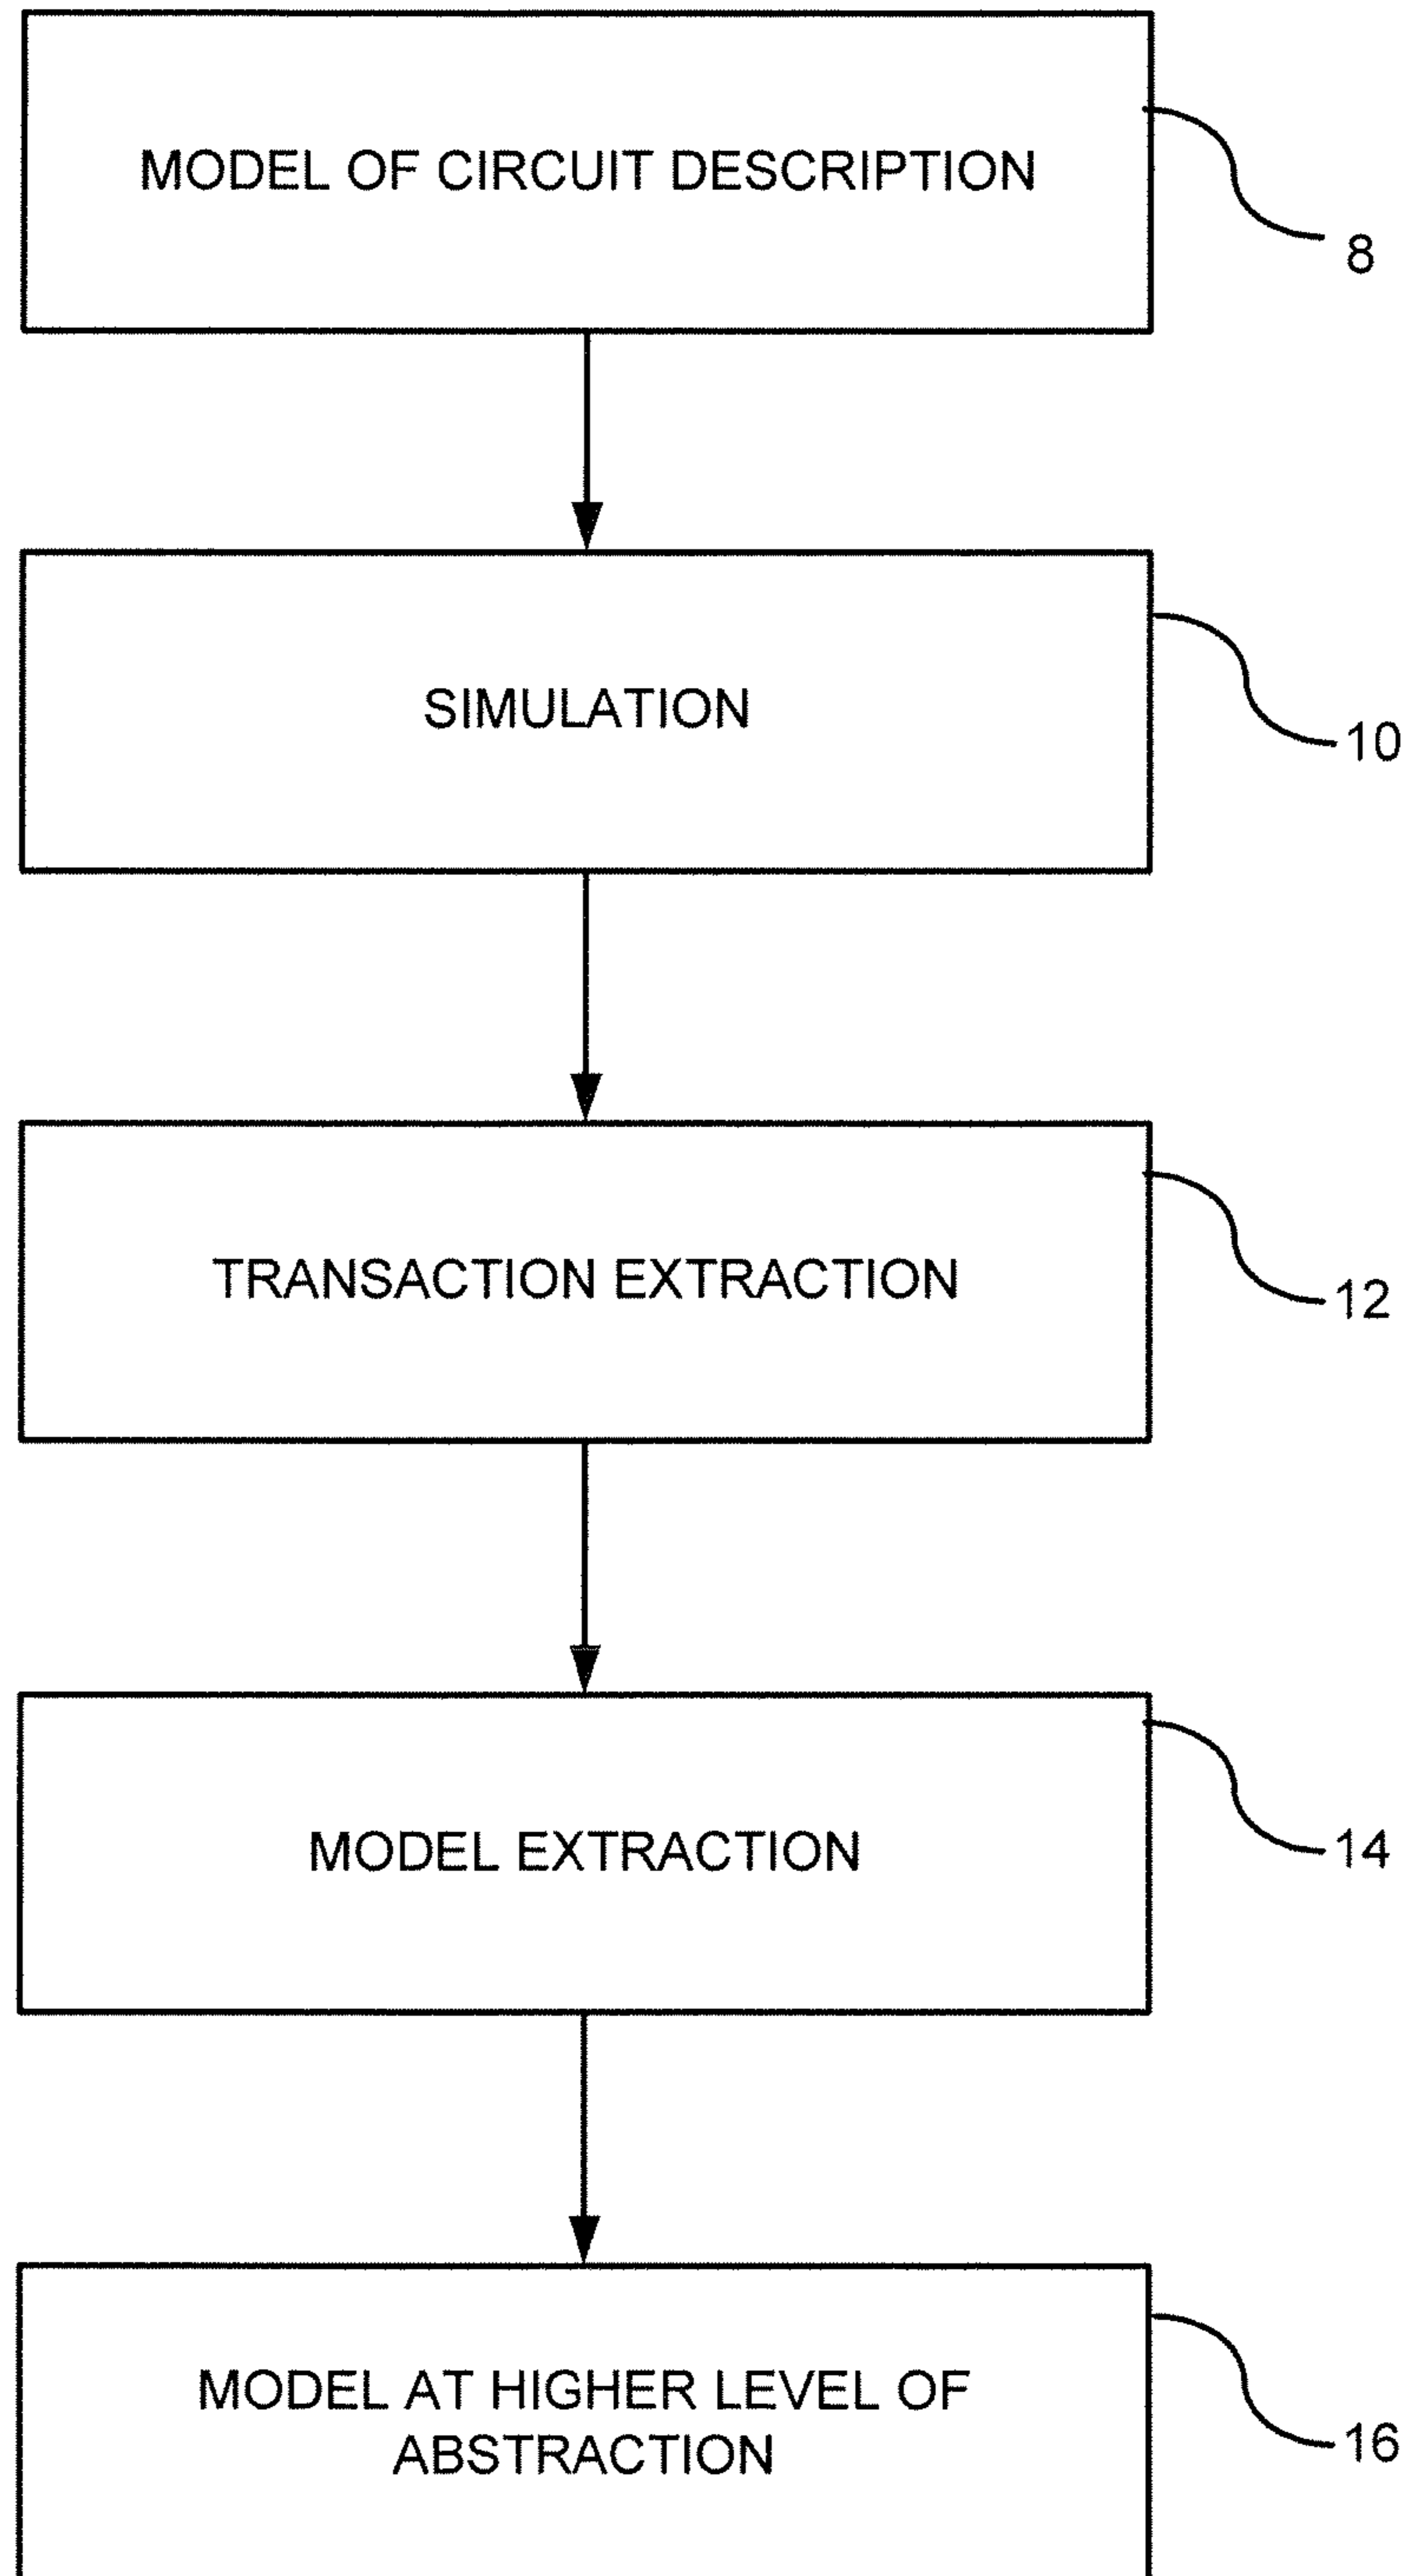 MODEL OF CIRCUIT DESCRIPTION
8
SIMULATION
10
TRANSACTION EXTRACTION
12
MODEL EXTRACTION
14
MODEL AT HIGHER LEVEL OF
ABSTRACTION
16